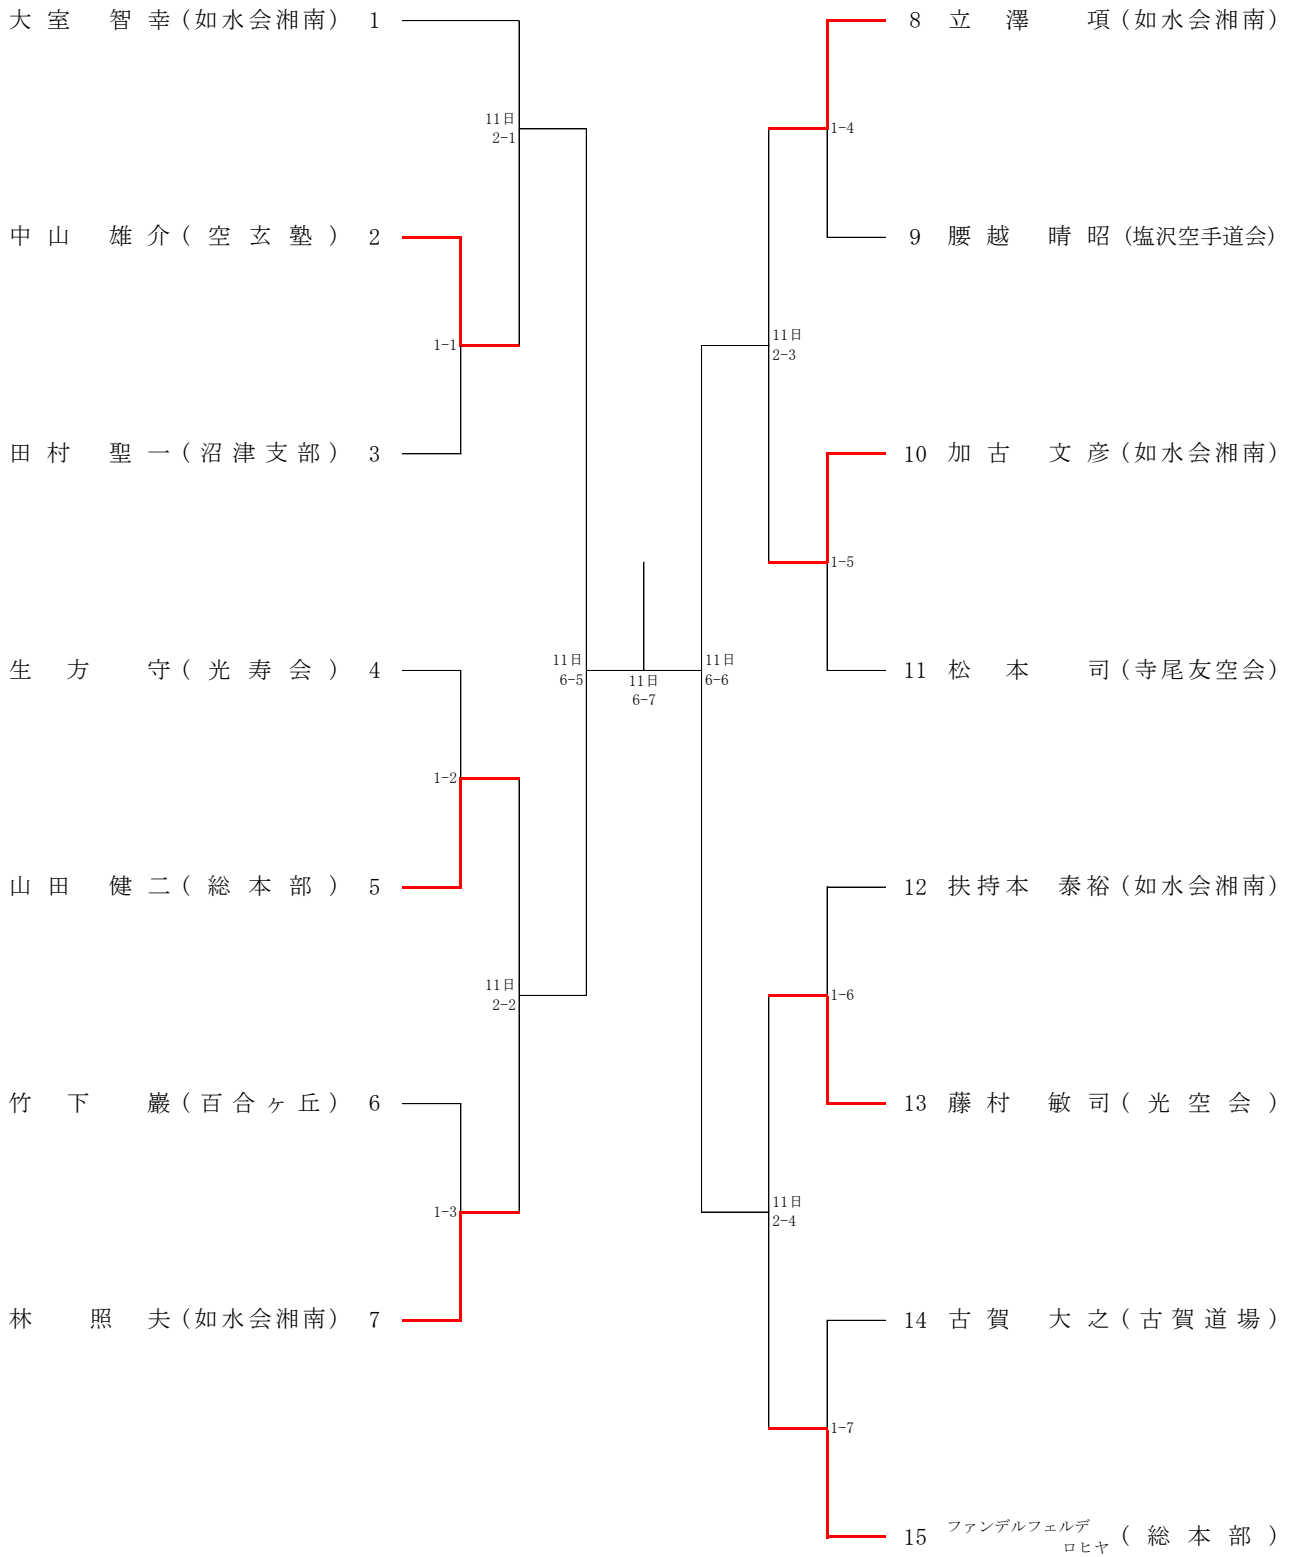 大室 智幸 (如水会湘南) 1
11日
2-1
中山 雄介 (空玄塾) 2
1-1
田村 聖一 (沼津支部) 3
生方 守 (光寿会) 4
1-2
山田 健二 (総本部) 5
11日
2-2
竹下 巖 (百合ヶ丘) 6
1-3
林 照夫 (如水会湘南) 7
11日
6-5
11日
6-7
11日
6-6
8 立澤 項 (如水会湘南)
1-4
9 腰越 晴昭 (塩沢空手道会)
11日
2-3
10 加古 文彦 (如水会湘南)
1-5
11 松本 司 (寺尾友空会)
12 扶持本 泰裕 (如水会湘南)
1-6
13 藤村 敏司 (光空会)
11日
2-4
14 古賀 大之 (古賀道場)
1-7
15 ファンデルフェルデ
ロヒヤ (総本部)